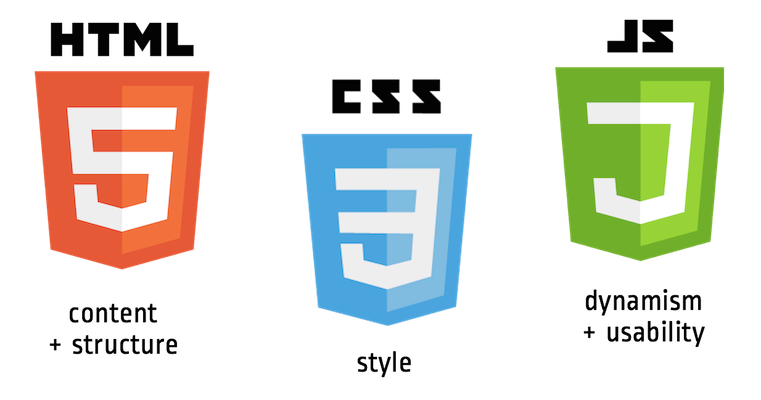 HTML
5
content
+ structure
CSS
3
style
JS
J
dynamism
+ usability